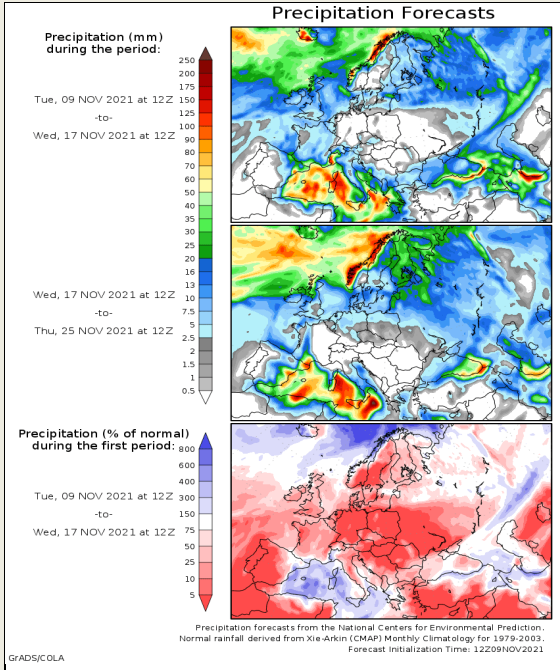 Precipitation Forecasts
Precipitation (mm)
during the period:
Tue, 09 NOV 2021 at 12Z
-to-
Wed, 17 NOV 2021 at 12Z
250
200
175
150
125
100
90
80
70
60
50
40
35
30
25
20
16
13
10
7.5
5
2.5
2
1.5
1
0.5
Wed, 17 NOV 2021 at 12Z
-to-
Thu, 25 NOV 2021 at 12Z
Precipitation (% of normal)
during the first period:
Tue, 09 NOV 2021 at 12Z
-to-
Wed, 17 NOV 2021 at 12Z
800
600
400
300
150
75
50
25
10
5
Precipitation forecasts from the National Centers for Environmental Prediction.
Normal rainfall derived from Xie-Arkin (CMAP) Monthly Climatology for 1979-2003.
Forecast Initialization Time: 12Z09NOV2021
GrADS/COLA